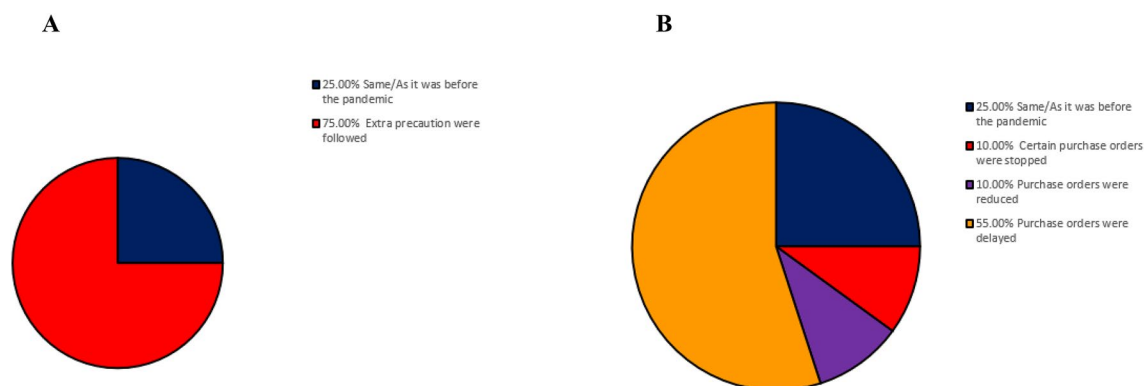 A
25.00% Same/As it was before
the pandemic
75.00% Extra precaution were
followed
B
25.00% Same/As it was before
the pandemic
10.00% Certain purchase orders
were stopped
10.00% Purchase orders were
reduced
55.00% Purchase orders were
delayed